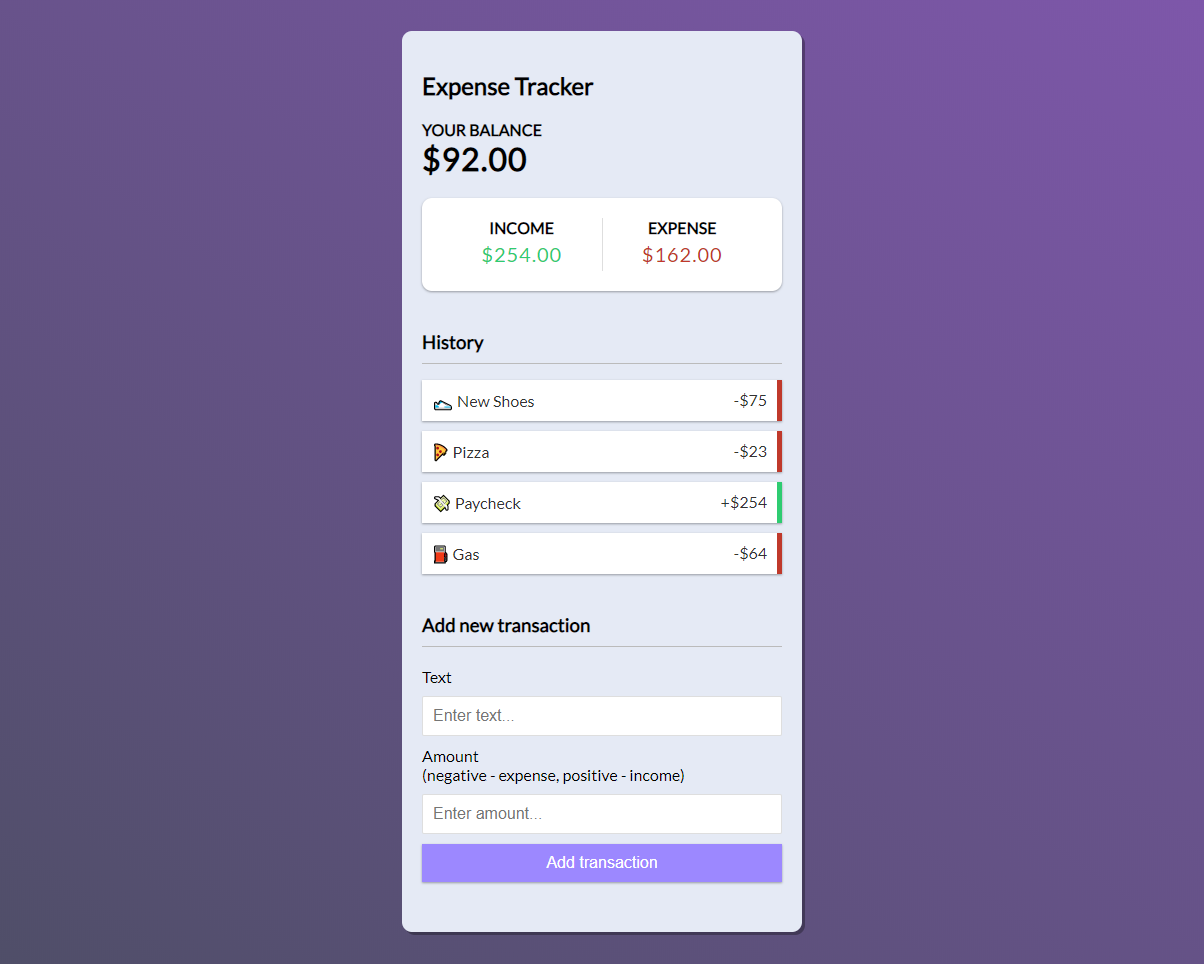 Expense Tracker
YOUR BALANCE
$92.00
INCOME EXPENSE
$254.00 $162.00
History
New Shoes -$75
Pizza -$23
Paycheck +$254
Gas -$64
Add new transaction
Text
Enter text...
Amount
(negative - expense, positive - income)
Enter amount...
Add transaction